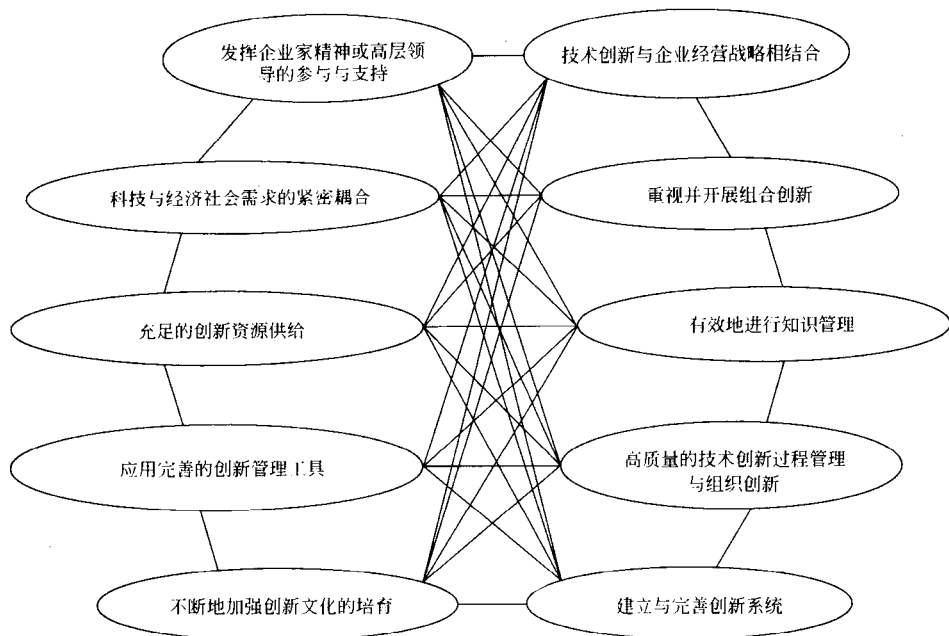 发挥企业家精神或高层领
导的参与与支持
技术创新与企业经营战略相结合
科技与经济社会需求的紧密耦合
重视并开展组合创新
充足的创新资源供给
有效地进行知识管理
应用完善的创新管理工具
高质量的技术创新过程管理
与组织创新
不断地加强创新文化的培育
建立与完善创新系统